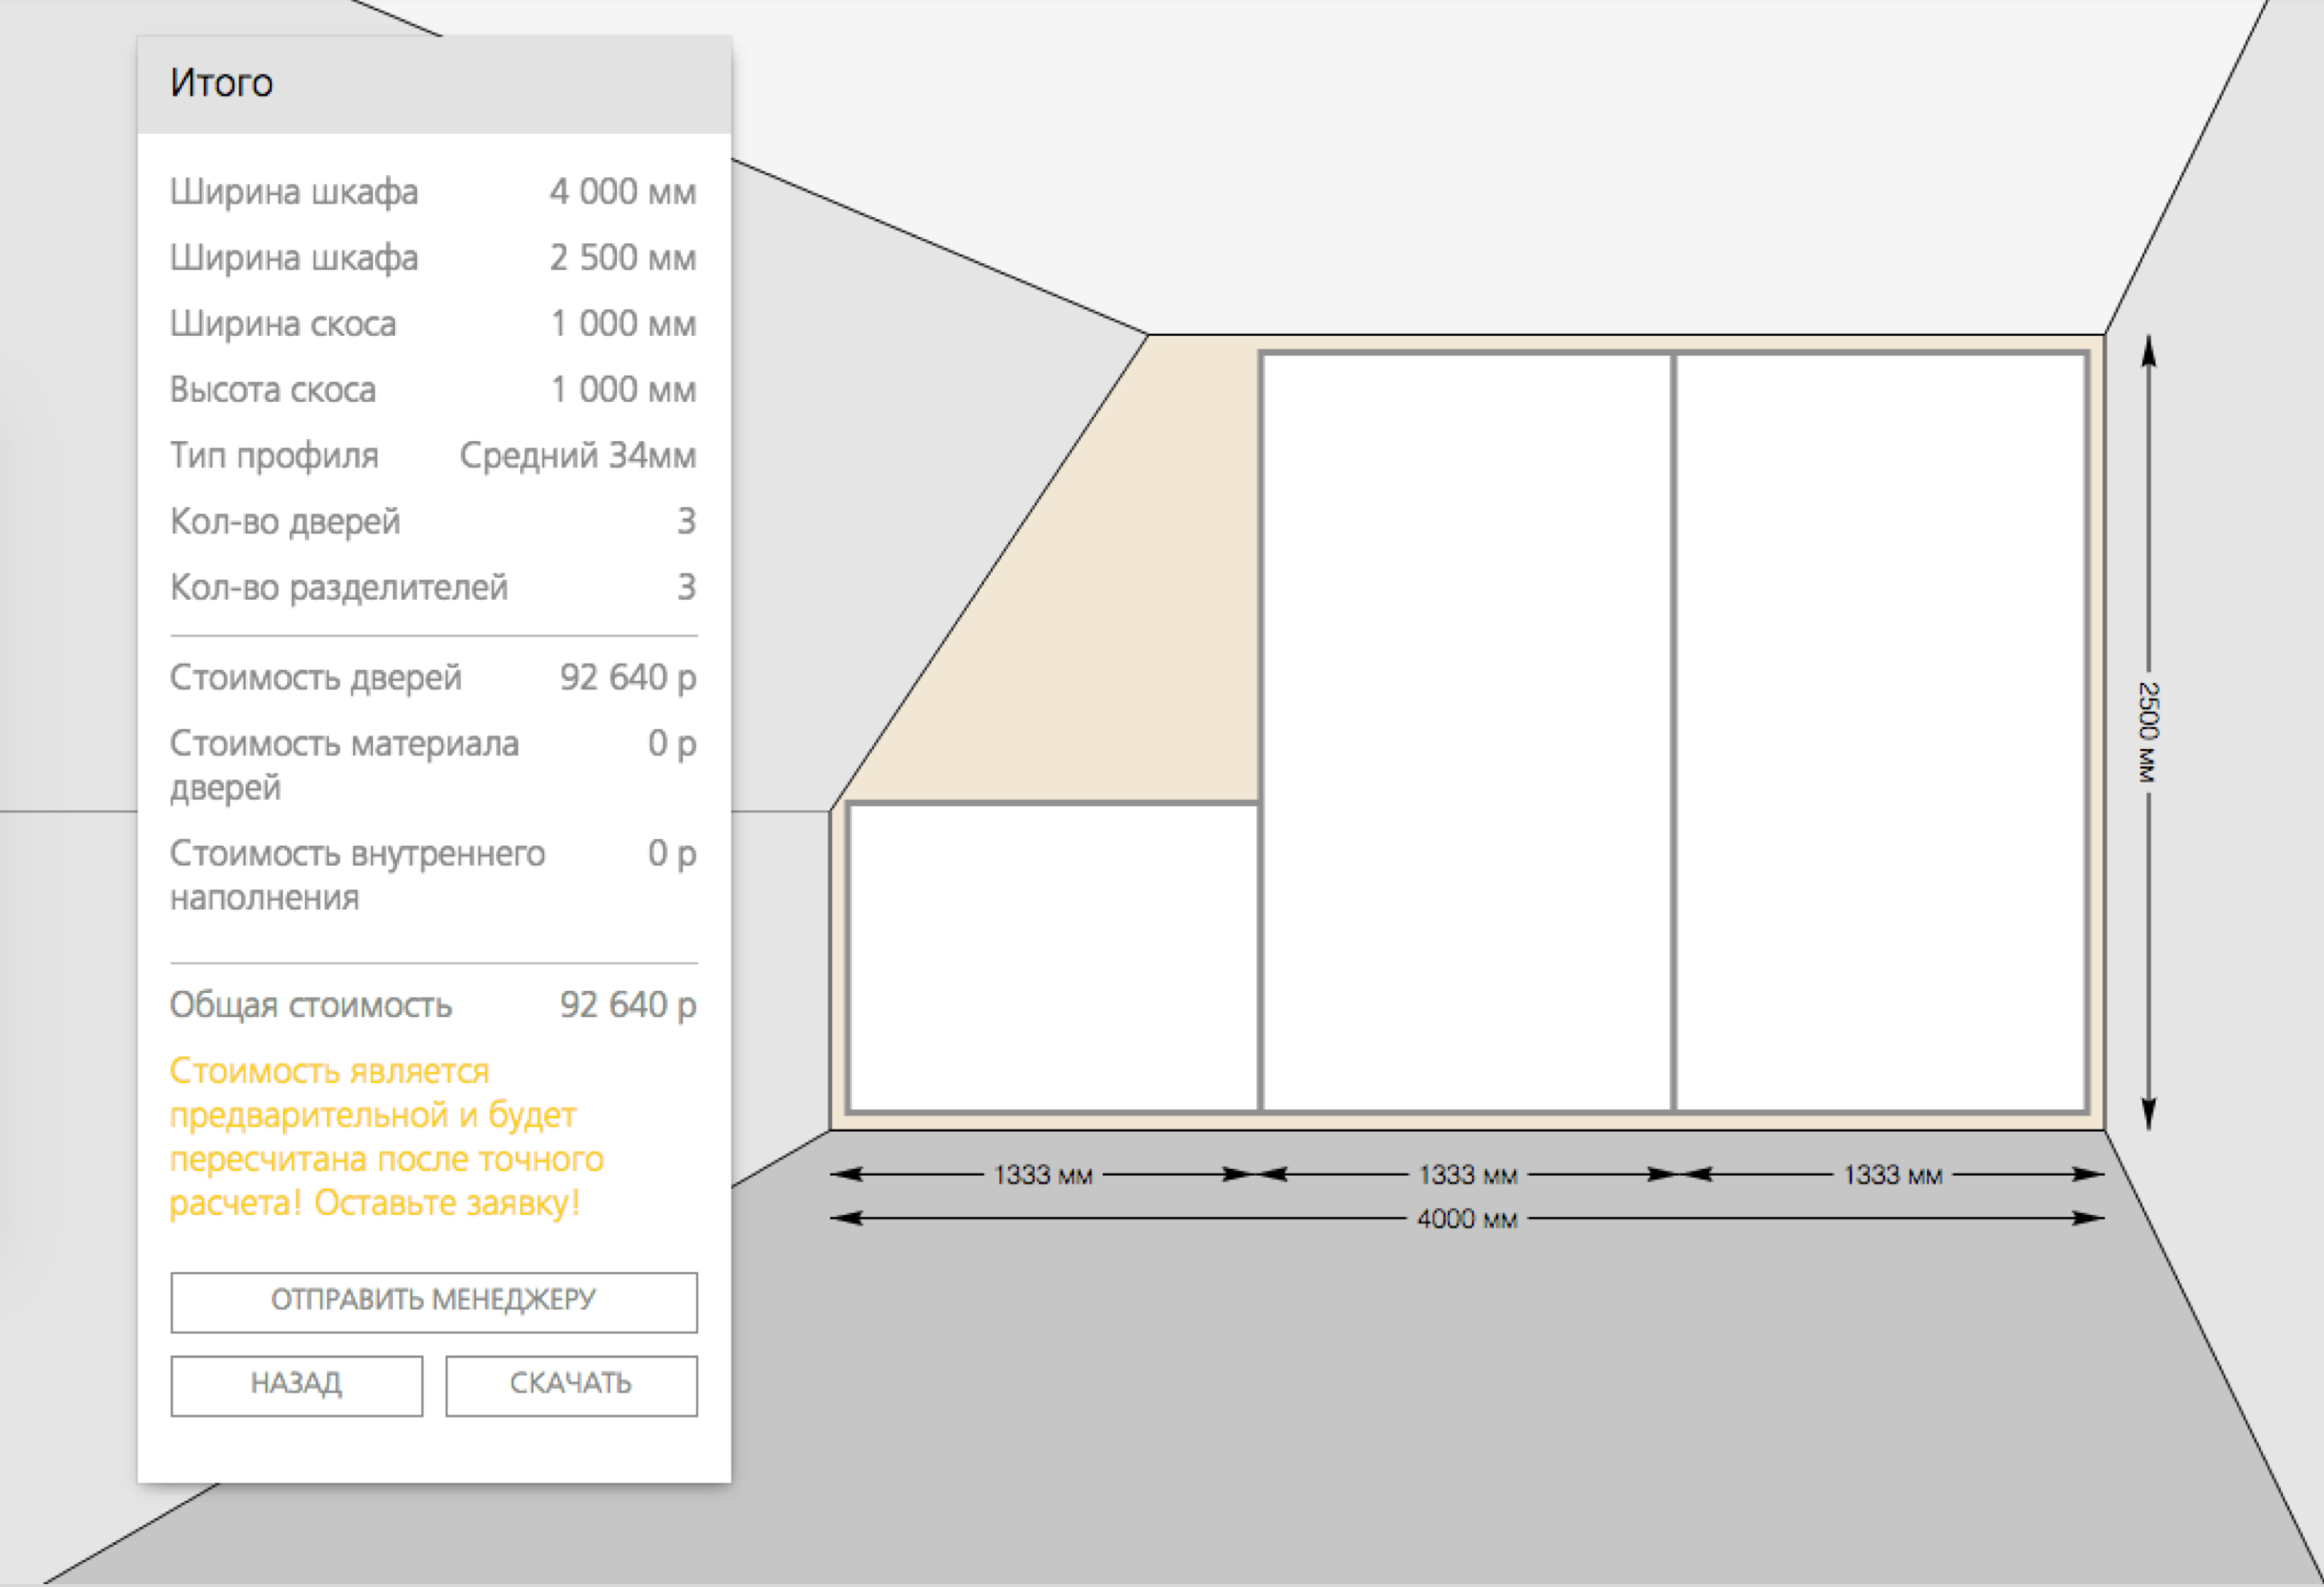 Итого
Ширина шкафа 4 000 мм
Ширина шкафа 2 500 мм
Ширина скоса 1 000 мм
Высота скоса 1 000 мм
Тип профиля Средний 34мм
Кол-во дверей 3
Кол-во разделителей 3
Стоимость дверей 92 640 р
Стоимость материала 0 р
дверей
Стоимость внутреннего 0 р
наполнения
Общая стоимость 92 640 р
Стоимость является
предварительной и будет
пересчитана после точного
расчета! Оставьте заявку!
ОТПРАВИТЬ МЕНЕДЖЕРУ
НАЗАД СКАЧАТЬ
2500 мм
1333 мм 1333 мм 1333 мм
4000 мм